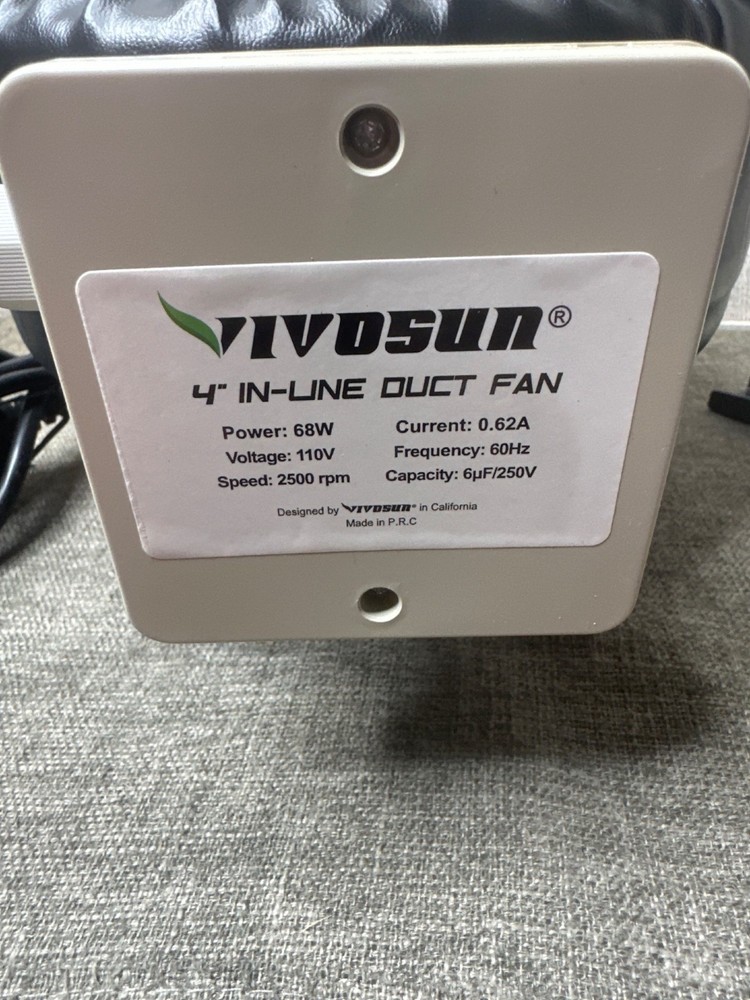 VIVOSUN®
4" IN-LINE DUCT FAN
Power: 68W Current: 0.62A
Voltage: 110V Frequency: 60Hz
Speed: 2500 rpm Capacity: 6µF/250V
Designed by VIVOSUN® in California
Made in P.R.C